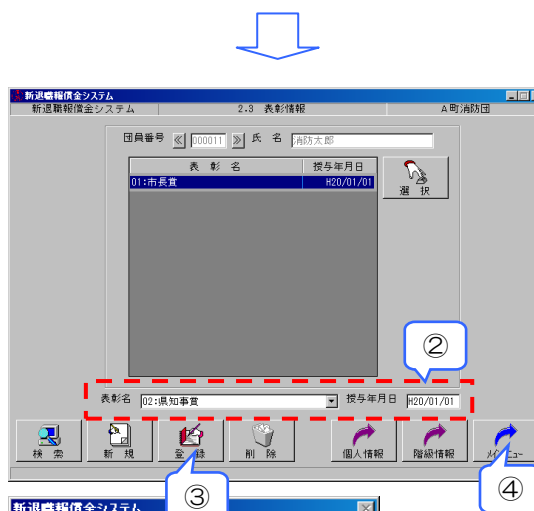 新退職報償金システム
新退職報償金システム 2.3 表彰情報 A町消防団
団員番号 000011 氏 名 消防太郎
表 彰 名 授与年月日
01:市長賞 H20/01/01
選 択
②
表彰名 02:県知事賞 授与年月日 H20/01/01
検 索 新 規 登 録 削 除 個人情報 階級情報 メインメニュー
③ ④
新退職報償金システム